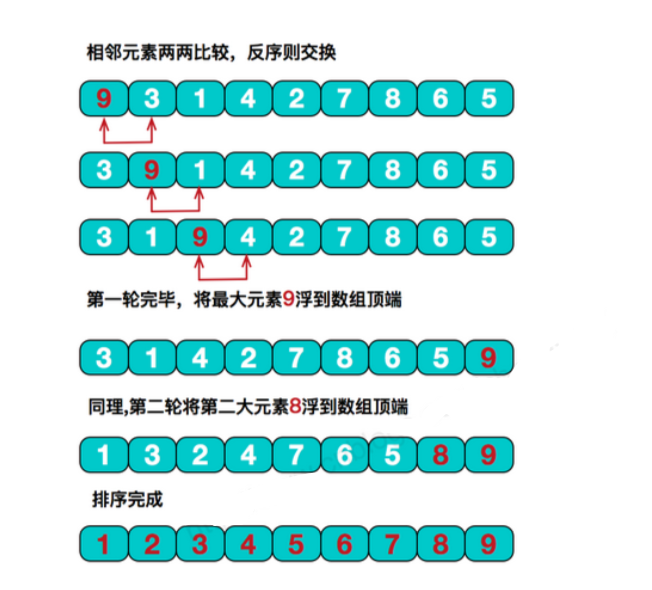 相邻元素两两比较，反序则交换
9 3 1 4 2 7 8 6 5
3 9 1 4 2 7 8 6 5
3 1 9 4 2 7 8 6 5
第一轮完毕，将最大元素9浮到数组顶端
3 1 4 2 7 8 6 5 9
同理,第二轮将第二大元素8浮到数组顶端
1 3 2 4 7 6 5 8 9
排序完成
1 2 3 4 5 6 7 8 9